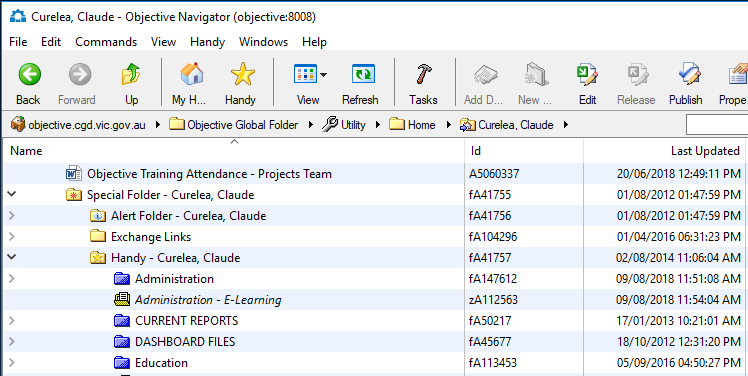 Curelea, Claude - Objective Navigator (objective:8008)
File Edit Commands View Handy Windows Help
Back Forward Up My H... Handy View Refresh Tasks Add D... New ... Edit Release Publish Prope
objective.cgd.vic.gov.au Objective Global Folder Utility Home Curelea, Claude
Name Id Last Updated
Objective Training Attendance - Projects Team A5060337 20/06/2018 12:49:11 PM
Special Folder - Curelea, Claude fA41755 01/08/2012 01:47:59 PM
Alert Folder - Curelea, Claude fA41756 01/08/2012 01:47:59 PM
Exchange Links fA104296 01/04/2016 06:31:23 PM
Handy - Curelea, Claude fA41757 02/08/2014 11:06:04 AM
Administration fA147612 09/08/2018 11:51:08 AM
Administration - E-Learning zA112563 09/08/2018 11:54:04 AM
CURRENT REPORTS fA50217 17/01/2013 10:21:01 AM
DASHBOARD FILES fA45677 18/10/2012 12:31:20 PM
Education fA113453 05/09/2016 04:50:27 PM